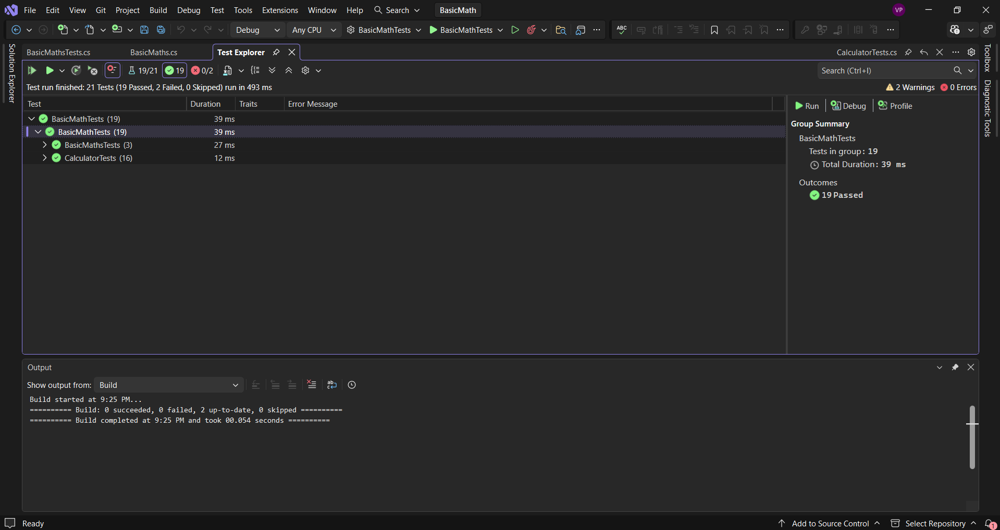 File Edit View Git Project Build Debug Test Tools Extensions Window Help Search BasicMath VP
Debug Any CPU BasicMathTests BasicMathTests ABC
BasicMathsTests.cs BasicMaths.cs Test Explorer CalculatorTests.cs
Solution Explorer
Toolbox
Diagnostic Tools
19/21 19 0/2 Search (Ctrl+I)
Test run finished: 21 Tests (19 Passed, 2 Failed, 0 Skipped) run in 493 ms 2 Warnings 0 Errors
Test Duration Traits Error Message
BasicMathTests (19) 39 ms
BasicMathTests (19) 39 ms
BasicMathsTests (3) 27 ms
CalculatorTests (16) 12 ms
Run Debug Profile
Group Summary
BasicMathTests
Tests in group: 19
Total Duration: 39 ms
Outcomes
19 Passed
Output
Show output from: Build
Build started at 9:25 PM...
========== Build: 0 succeeded, 0 failed, 2 up-to-date, 0 skipped ==========
========== Build completed at 9:25 PM and took 00.054 seconds ==========
Ready Add to Source Control Select Repository 1